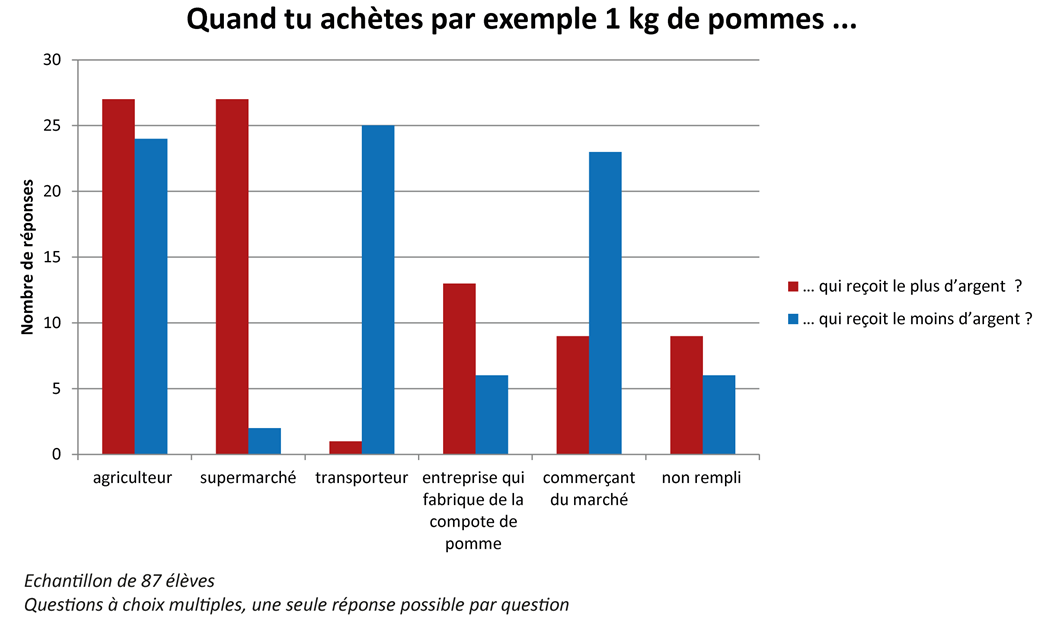 Quand tu achètes par exemple 1 kg de pommes ...
30
25
20
15
10
5
0
Nombre de réponses
agriculteur
supermarché
transporteur
entreprise qui
fabrique de la
compote de
pomme
commerçant
du marché
non rempli
... qui reçoit le plus d’argent ?
... qui reçoit le moins d’argent ?
Echantillon de 87 élèves
Questions à choix multiples, une seule réponse possible par question